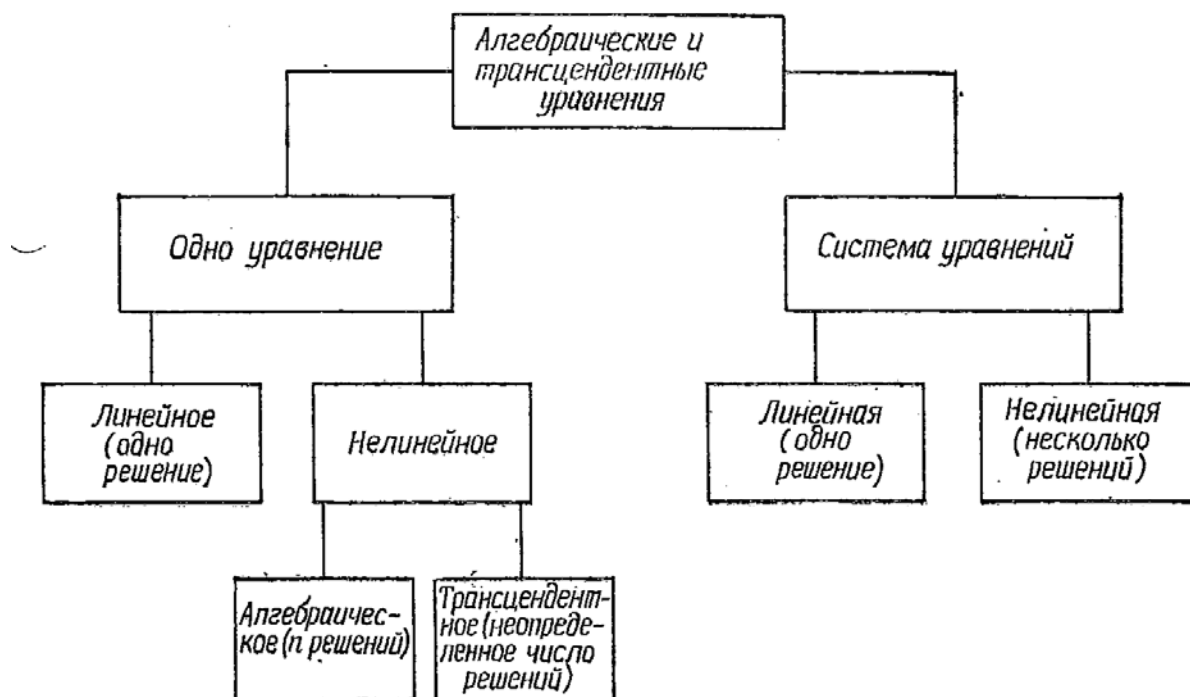 Алгебраические и
трансцендентные
уравнения
Одно уравнение
Система уравнений
Линейное
(одно
решение)
Нелинейное
Линейная
(одно
решение)
Нелинейная
(несколько
решений)
Алгебраичес-
кое (n решений)
Трансцендент-
ное (неопреде-
ленное число
решений)